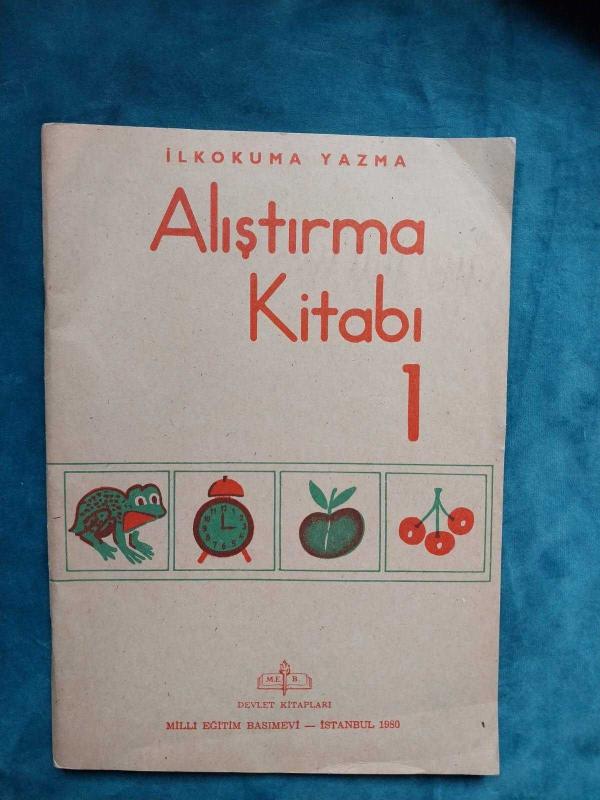 İLKOKUMA YAZMA
Alıştırma
Kitabı
1
M.E. B.
DEVLET KİTAPLARI
MİLLİ EĞİTİM BASIMEVİ — İSTANBUL 1980